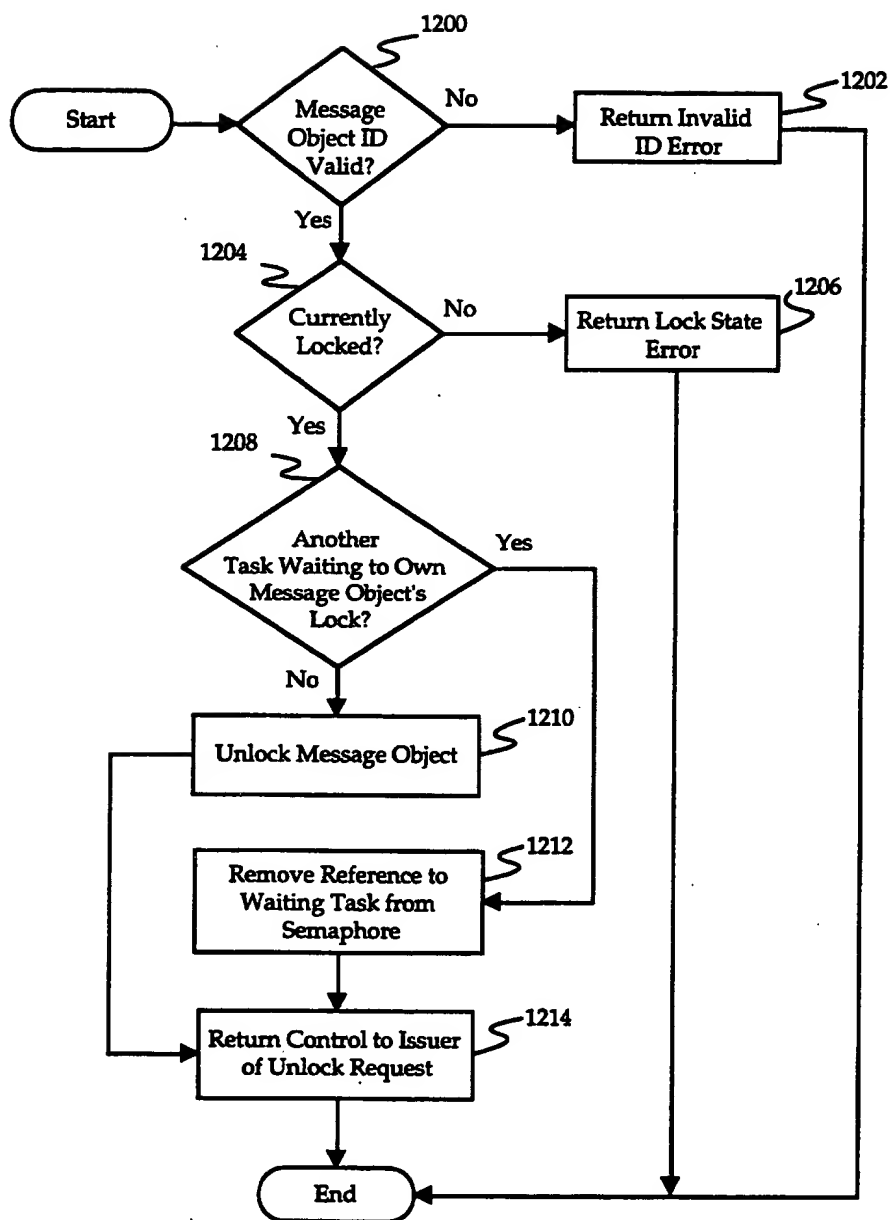 1200
Start
Message
Object ID
Valid?
No
Return Invalid
ID Error
1202
Yes
1204
Currently
Locked?
No
Return Lock State
Error
1206
Yes
1208
Another
Task Waiting to Own
Message Object's
Lock?
Yes
No
Unlock Message Object
1210
Remove Reference to
Waiting Task from
Semaphore
1212
Return Control to Issuer
of Unlock Request
1214
End